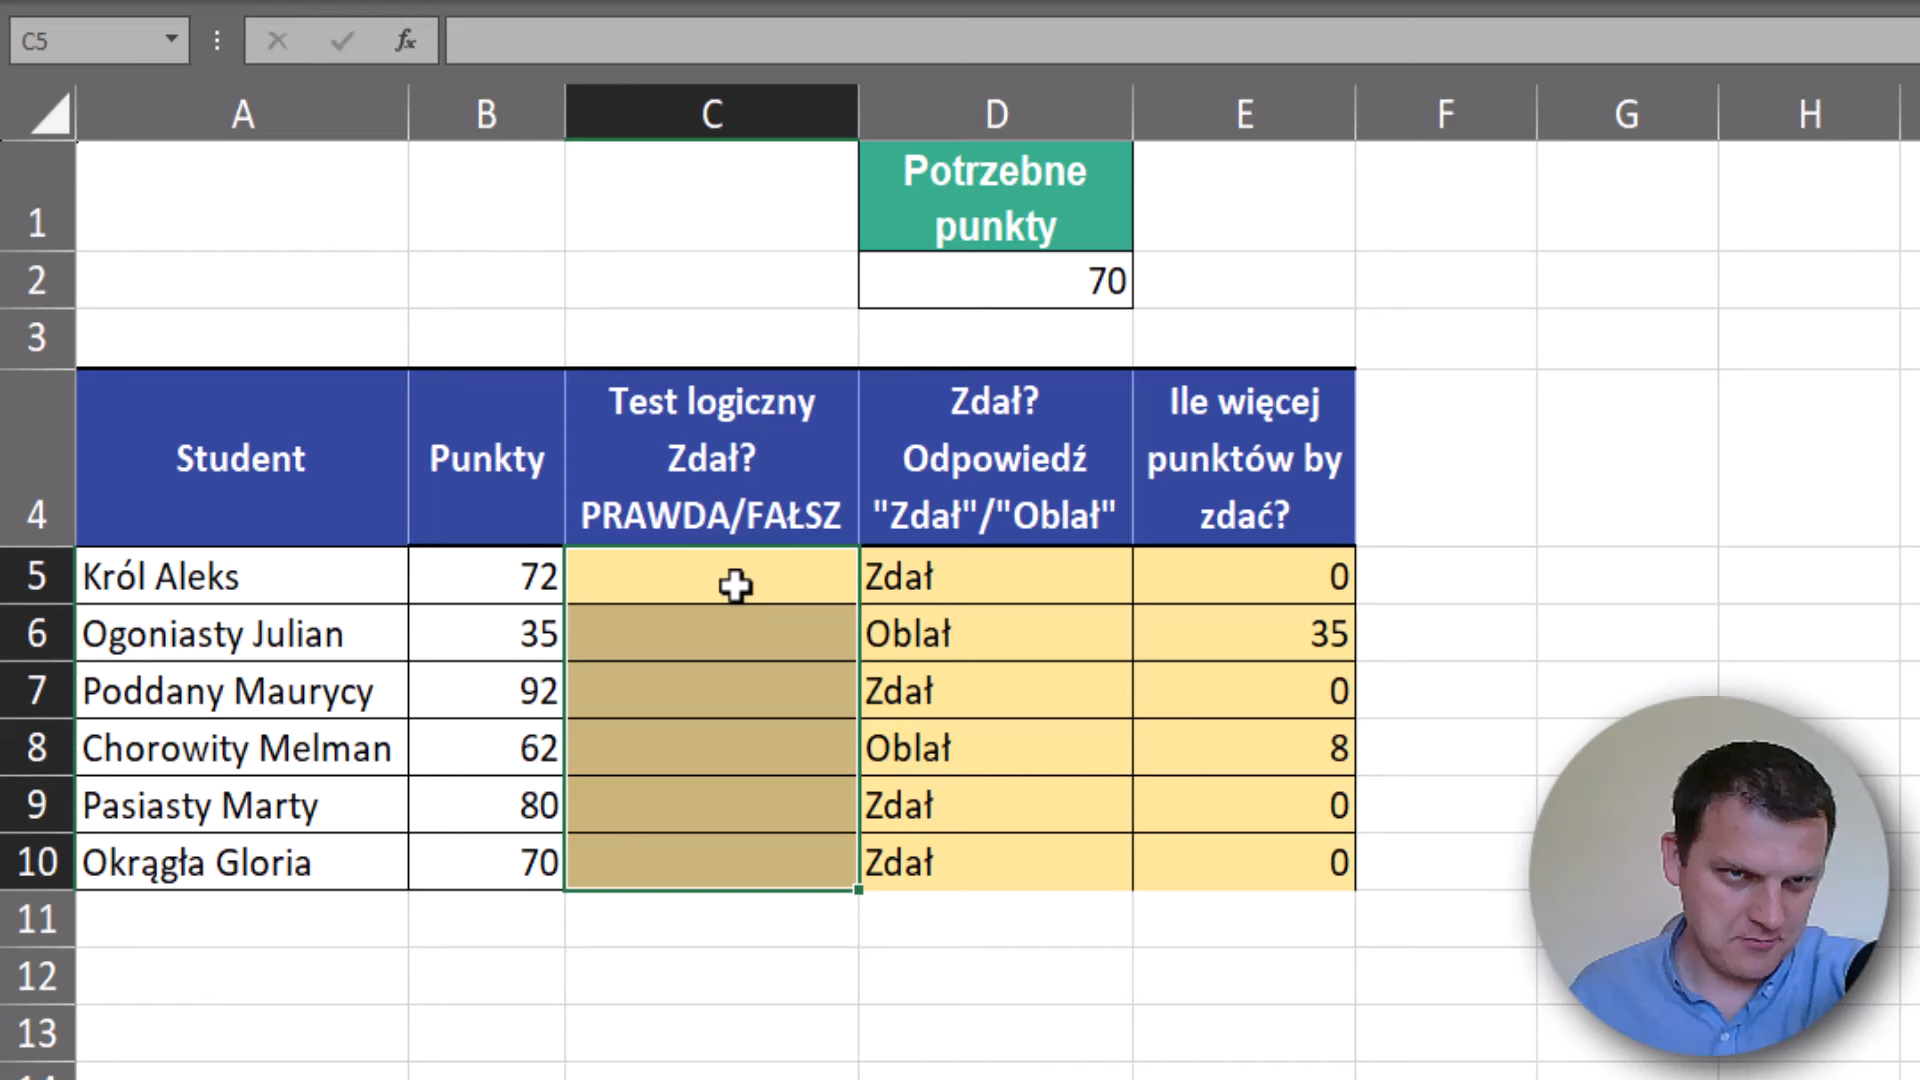 C5
fx
A B C D E F G H
Potrzebne
punkty
1
2 70
3
Test logiczny Zdał? Ile więcej
Student Punkty Zdał? Odpowiedź punktów by
4 PRAWDA/FAŁSZ "Zdał"/"Oblał" zdać?
5 Król Aleks 72 Zdał 0
6 Ogoniasty Julian 35 Oblał 35
7 Poddany Maurycy 92 Zdał 0
8 Chorowity Melman 62 Oblał 8
9 Pasiasty Marty 80 Zdał 0
10 Okrągła Gloria 70 Zdał 0
11
12
13